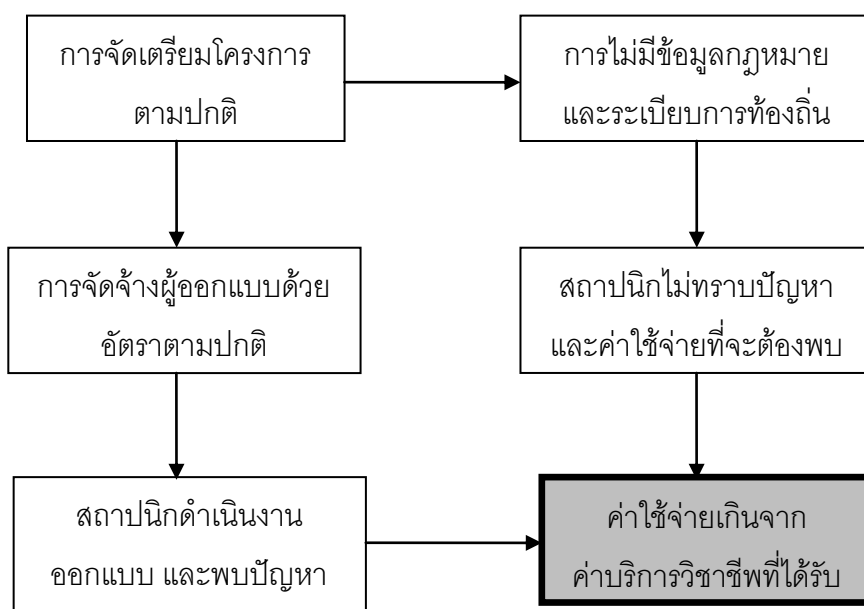 การจัดเตรียมโครงการ
ตามปกติ
การไม่มีข้อมูลกฎหมาย
และระเบียบการท้องถิ่น
การจัดจ้างผู้ออกแบบด้วย
อัตราตามปกติ
สถาปนิกไม่ทราบปัญหา
และค่าใช้จ่ายที่จะต้องพบ
สถาปนิกดำเนินงาน
ออกแบบ และพบปัญหา
ค่าใช้จ่ายเกินจาก
ค่าบริการวิชาชีพที่ได้รับ